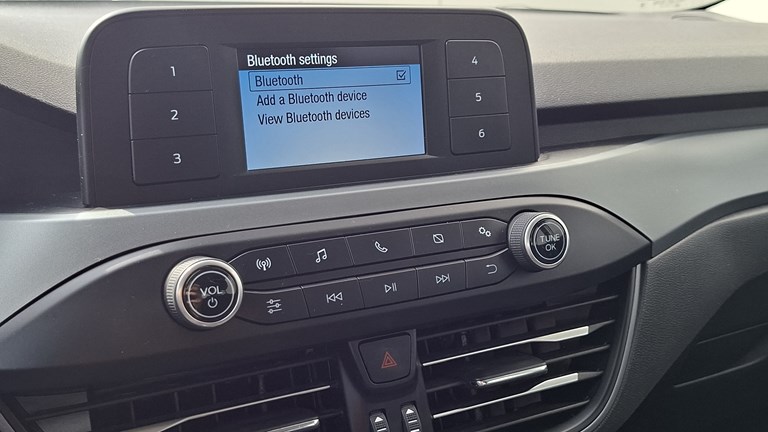 Bluetooth settings
Bluetooth
Add a Bluetooth device
View Bluetooth devices
1
2
3
4
5
6
VOL
TUNE
OK